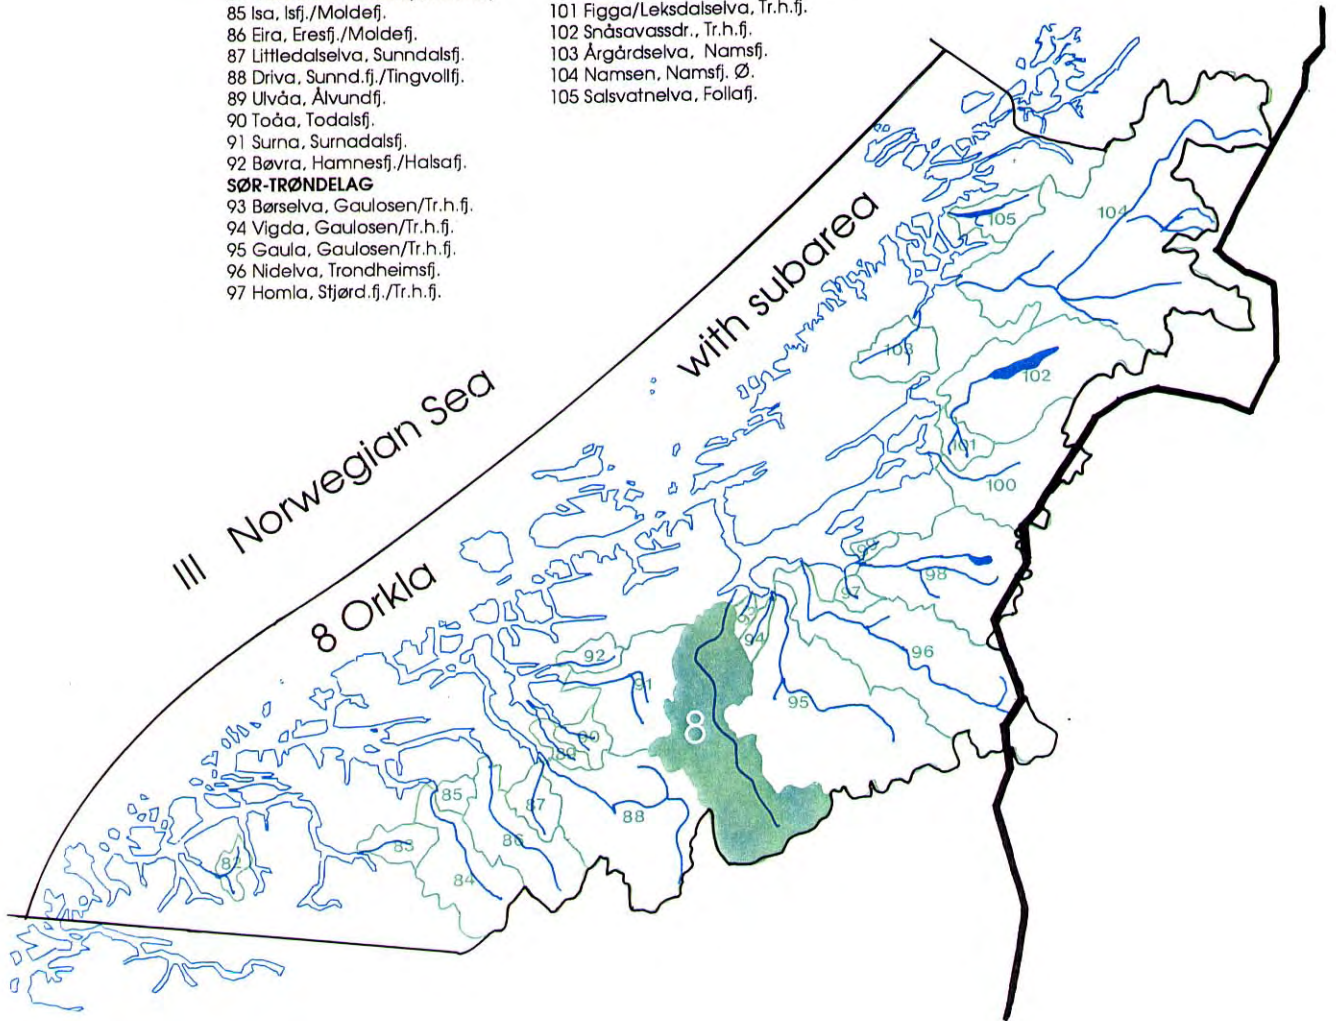 85 Isa, Isfj./Moldefj.
86 Eira, Eresfj./Moldefj.
87 Littledalselva, Sunndalsfj.
88 Driva, Sunnd.fj./Tingvollfj.
89 Ulvåa, Ålvundfj.
90 Toåa, Todalsfj.
91 Surna, Surnadalsfj.
92 Bøvra, Hamnesfj./Halsafj.
SØR-TRØNDELAG
93 Børselva, Gaulosen/Tr.h.fj.
94 Vigda, Gaulosen/Tr.h.fj.
95 Gaula, Gaulosen/Tr.h.fj.
96 Nidelva, Trondheimsfj.
97 Homla, Stjørd.fj./Tr.h.fj.
101 Figga/Leksdalselva, Tr.h.fj.
102 Snåsavassdr., Tr.h.fj.
103 Årgårdselva, Namsfj.
104 Namsen, Namsfj. Ø.
105 Salsvatnelva, Follafj.
III Norwegian Sea
with subarea
8 Orkla
104
105
103
102
101
100
99
98
97
93
94
96
95
92
91
8
90
89
88
87
85
86
83
84
82